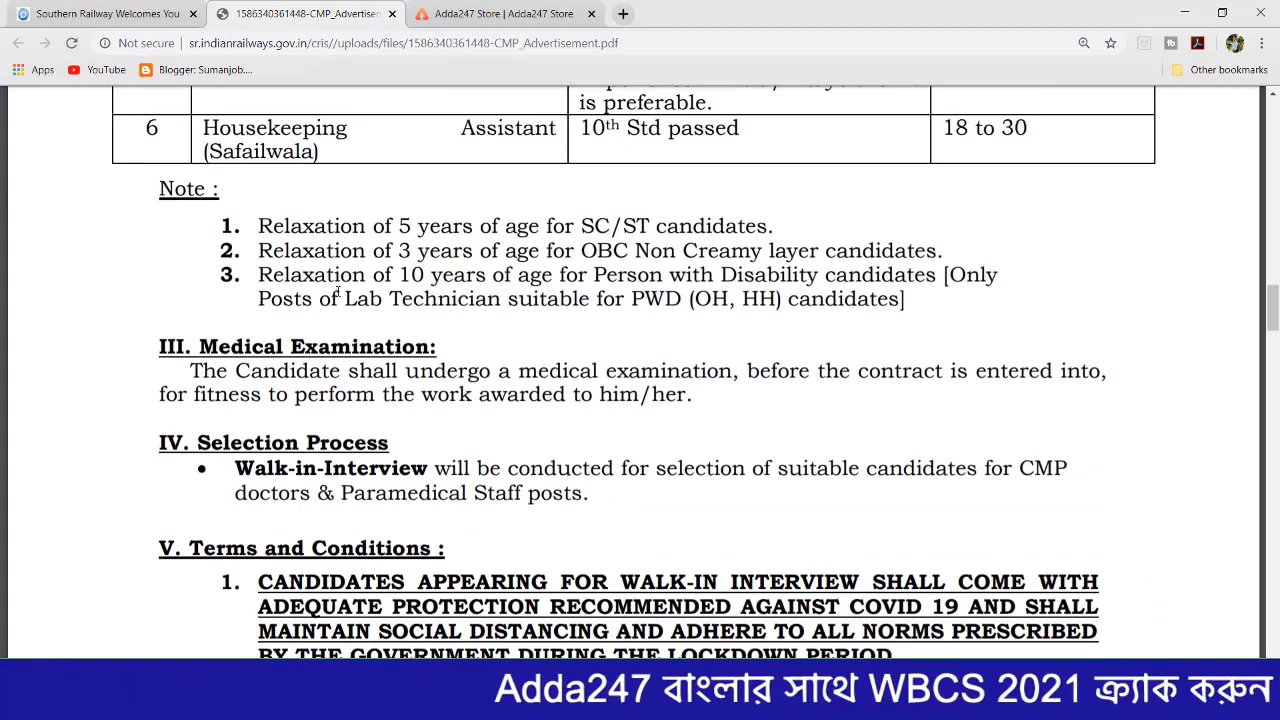 Southern Railway Welcomes You
1586340361448-CMP_Advertisemen
Adda247 Store | Adda247 Store
Not secure
sr.indianrailways.gov.in/cris//uploads/files/1586340361448-CMP_Advertisement.pdf
Apps
YouTube
Blogger: Sumanjob....
Other bookmarks
is preferable.
6 Housekeeping Assistant 10th Std passed 18 to 30
(Safailwala)
Note :
1. Relaxation of 5 years of age for SC/ST candidates.
2. Relaxation of 3 years of age for OBC Non Creamy layer candidates.
3. Relaxation of 10 years of age for Person with Disability candidates [Only
Posts of Lab Technician suitable for PWD (OH, HH) candidates]
III. Medical Examination:
The Candidate shall undergo a medical examination, before the contract is entered into,
for fitness to perform the work awarded to him/her.
IV. Selection Process
• Walk-in-Interview will be conducted for selection of suitable candidates for CMP
doctors & Paramedical Staff posts.
V. Terms and Conditions :
1. CANDIDATES APPEARING FOR WALK-IN INTERVIEW SHALL COME WITH
ADEQUATE PROTECTION RECOMMENDED AGAINST COVID 19 AND SHALL
MAINTAIN SOCIAL DISTANCING AND ADHERE TO ALL NORMS PRESCRIBED
BY THE GOVERNMENT DURING THE LOCKDOWN PERIOD.
Adda247 বাংলার সাথে WBCS 2021 ক্র্যাক করুন